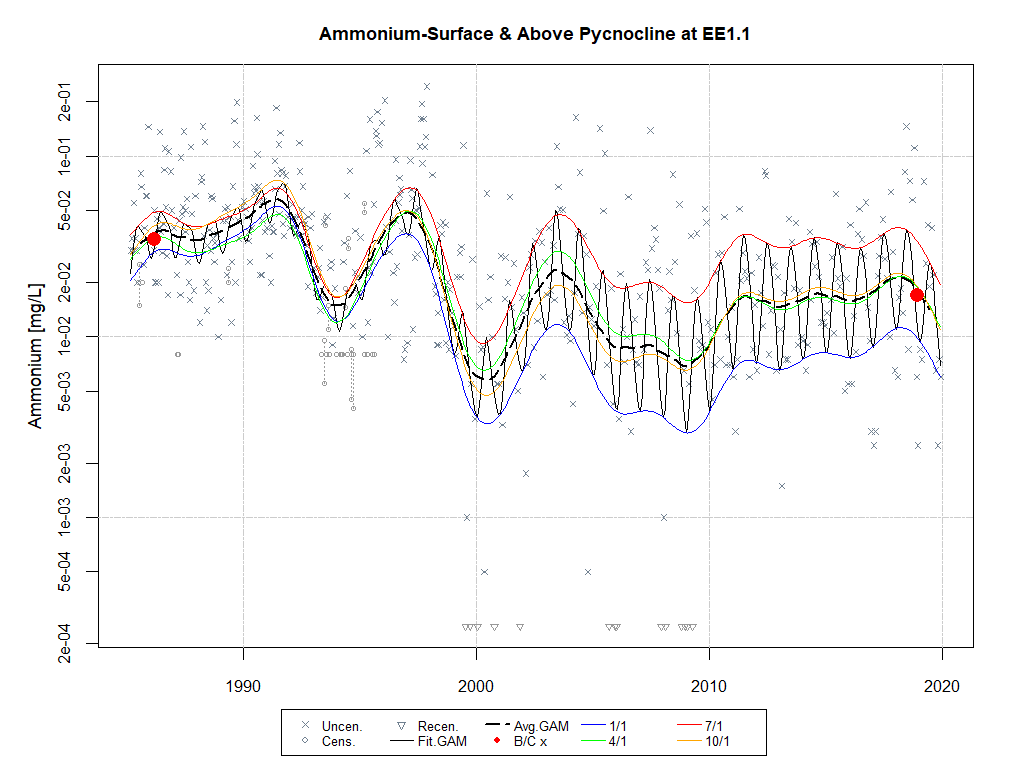 Ammonium-Surface & Above Pycnocline at EE1.1
Ammonium [mg/L]
2e-01
1e-01
5e-02
2e-02
1e-02
5e-03
2e-03
1e-03
5e-04
2e-04
1990 2000 2010 2020
Uncen. Recen. Avg.GAM 1/1 7/1
Cens. Fit.GAM B/C x 4/1 10/1